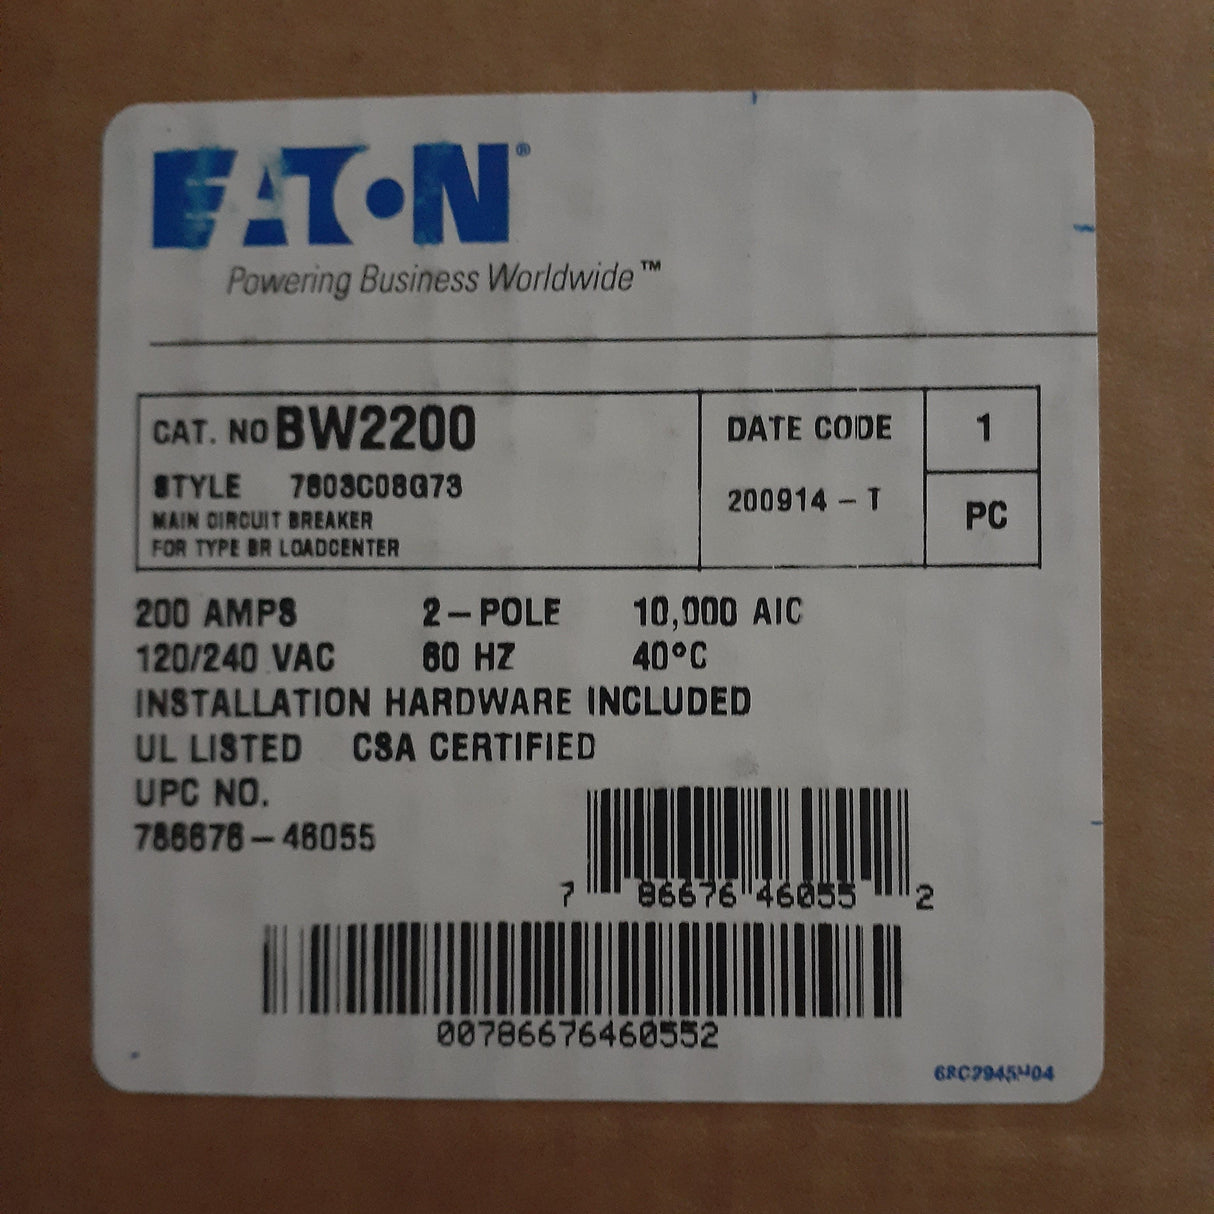 EATON®
Powering Business Worldwide™
CAT. NO BW2200
STYLE 7803C08G73
MAIN CIRCUIT BREAKER
FOR TYPE BR LOADCENTER
DATE CODE
200914 – T
1
PC
200 AMPS 2–POLE 10,000 AIC
120/240 VAC 60 HZ 40°C
INSTALLATION HARDWARE INCLUDED
UL LISTED CSA CERTIFIED
UPC NO.
786676–46055
7 86676 46055 2
00786676460552